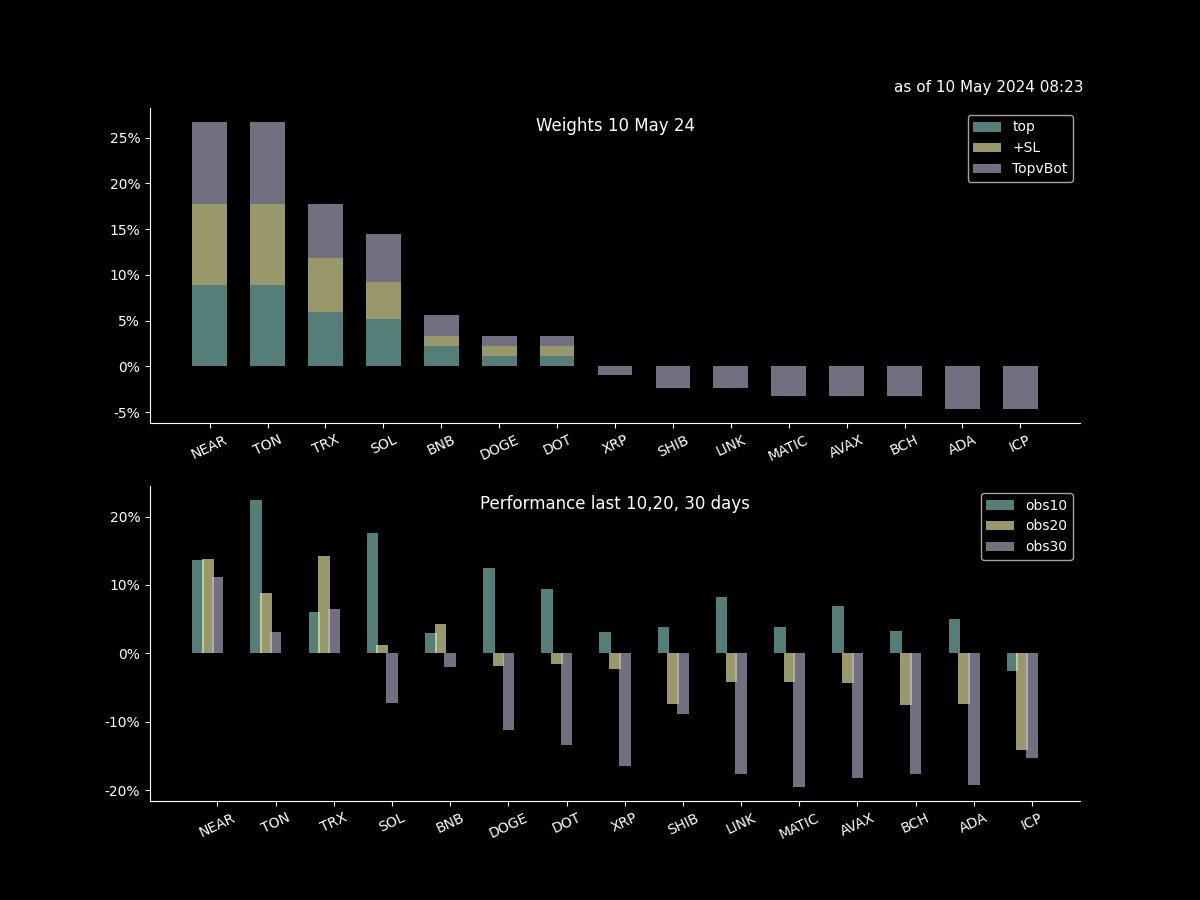 as of 10 May 2024 08:23
Weights 10 May 24
top
+SL
TopvBot
25%
20%
15%
10%
5%
0%
-5%
NEAR TON TRX SOL BNB DOGE DOT XRP SHIB LINK MATIC AVAX BCH ADA ICP
Performance last 10,20, 30 days
obs10
obs20
obs30
20%
10%
0%
-10%
-20%
NEAR TON TRX SOL BNB DOGE DOT XRP SHIB LINK MATIC AVAX BCH ADA ICP